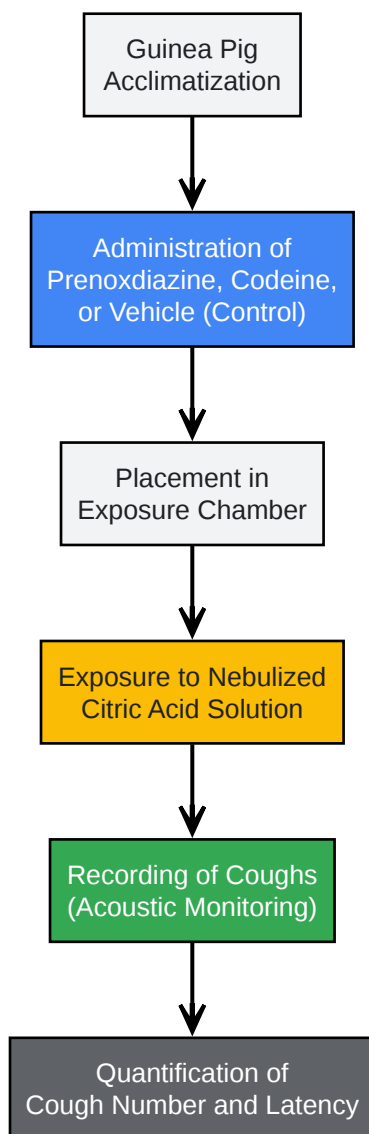 Guinea Pig
Acclimatization
Administration of
Prenoxdiazine, Codeine,
or Vehicle (Control)
Placement in
Exposure Chamber
Exposure to Nebulized
Citric Acid Solution
Recording of Coughs
(Acoustic Monitoring)
Quantification of
Cough Number and Latency